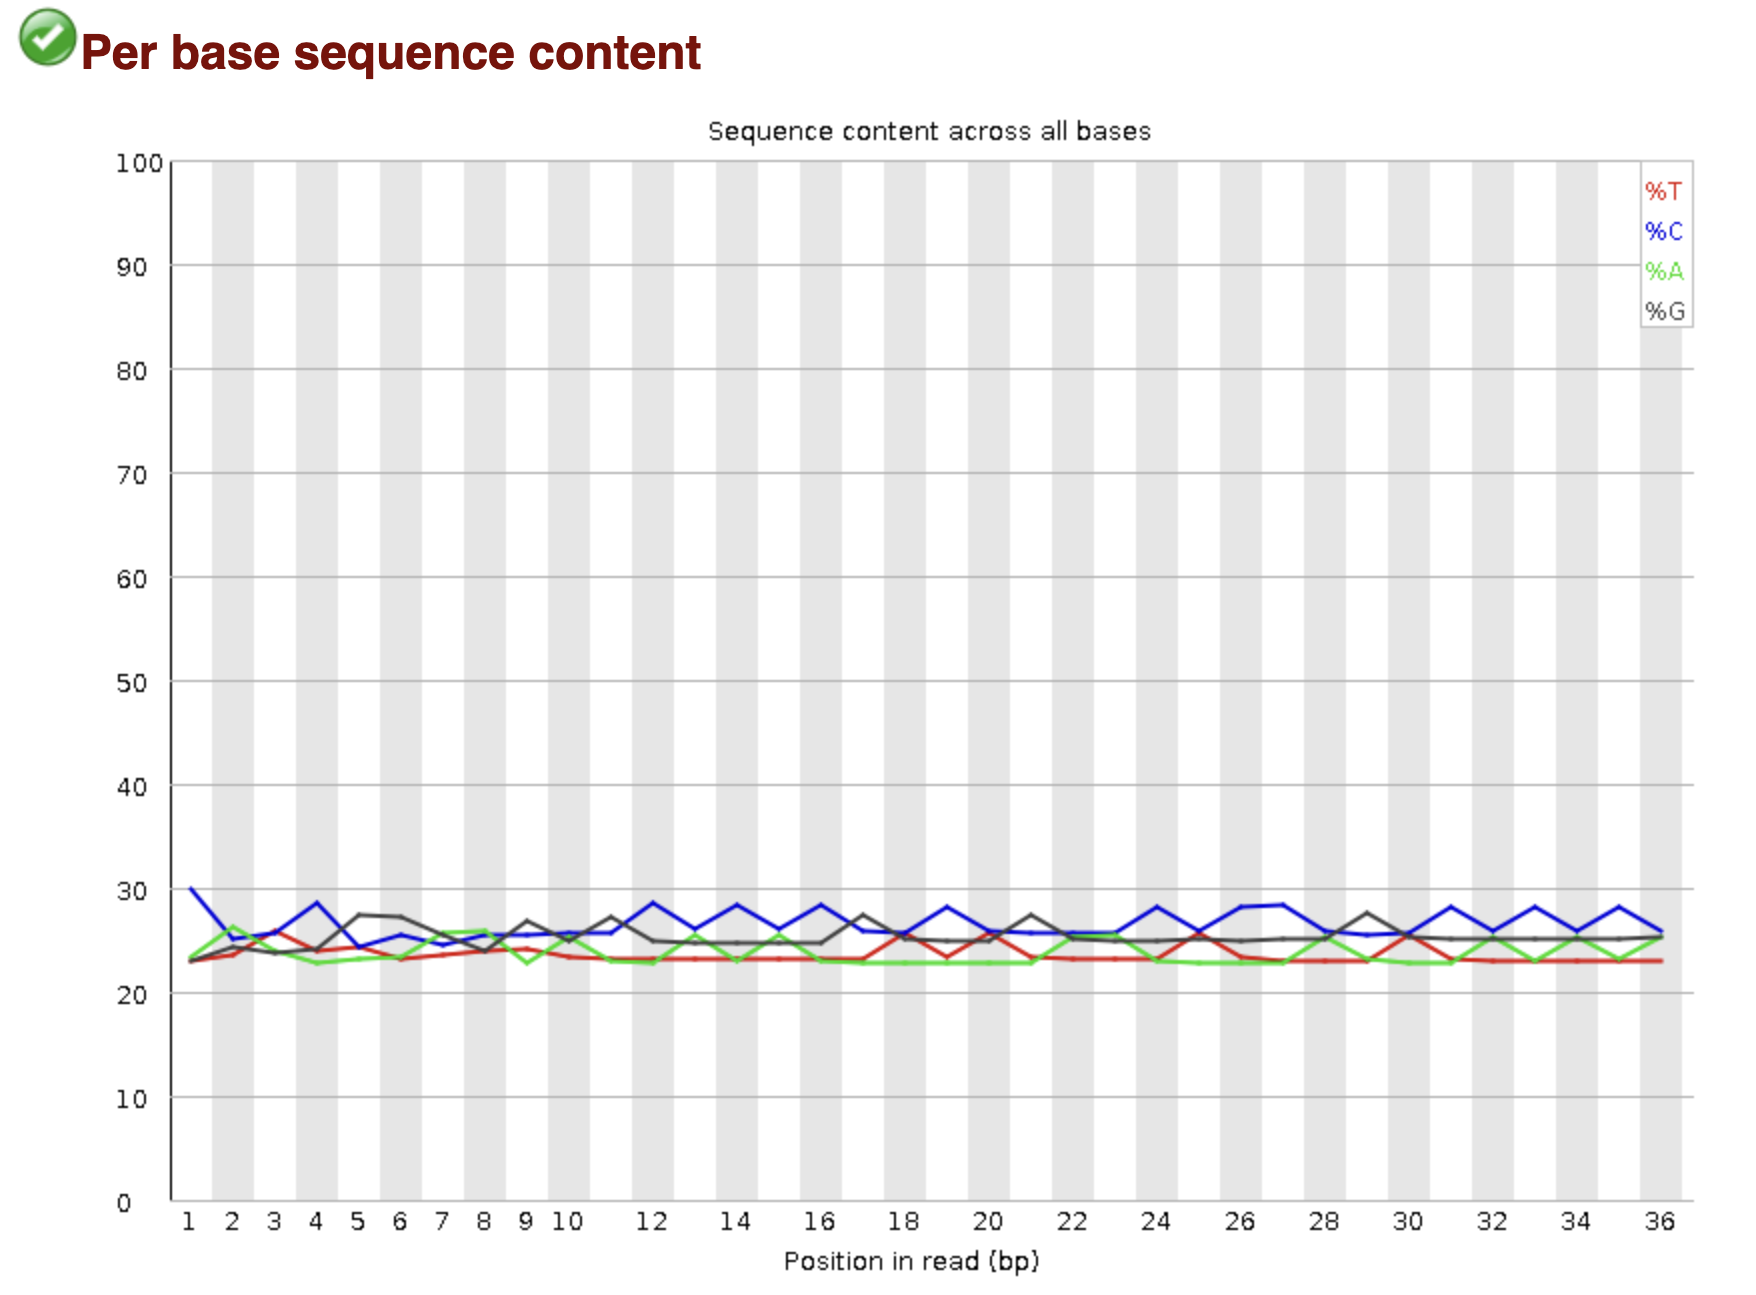 Per base sequence content
Sequence content across all bases
100
90
80
70
60
50
40
30
20
10
0
%T
%C
%A
%G
1 2 3 4 5 6 7 8 9 10 12 14 16 18 20 22 24 26 28 30 32 34 36
Position in read (bp)